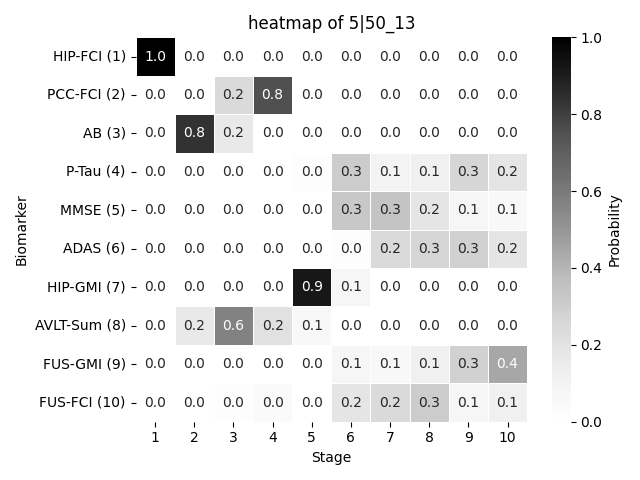 heatmap of 5|50_13
HIP-FCI (1) 1.0 0.0 0.0 0.0 0.0 0.0 0.0 0.0 0.0 0.0
PCC-FCI (2) 0.0 0.0 0.2 0.8 0.0 0.0 0.0 0.0 0.0 0.0
AB (3) 0.0 0.8 0.2 0.0 0.0 0.0 0.0 0.0 0.0 0.0
P-Tau (4) 0.0 0.0 0.0 0.0 0.0 0.3 0.1 0.1 0.3 0.2
MMSE (5) 0.0 0.0 0.0 0.0 0.0 0.3 0.3 0.2 0.1 0.1
ADAS (6) 0.0 0.0 0.0 0.0 0.0 0.0 0.2 0.3 0.3 0.2
HIP-GMI (7) 0.0 0.0 0.0 0.0 0.9 0.1 0.0 0.0 0.0 0.0
AVLT-Sum (8) 0.0 0.2 0.6 0.2 0.1 0.0 0.0 0.0 0.0 0.0
FUS-GMI (9) 0.0 0.0 0.0 0.0 0.0 0.1 0.1 0.1 0.3 0.4
FUS-FCI (10) 0.0 0.0 0.0 0.0 0.0 0.2 0.2 0.3 0.1 0.1
1 2 3 4 5 6 7 8 9 10
Stage
Biomarker
1.0
0.8
0.6
0.4
0.2
0.0
Probability